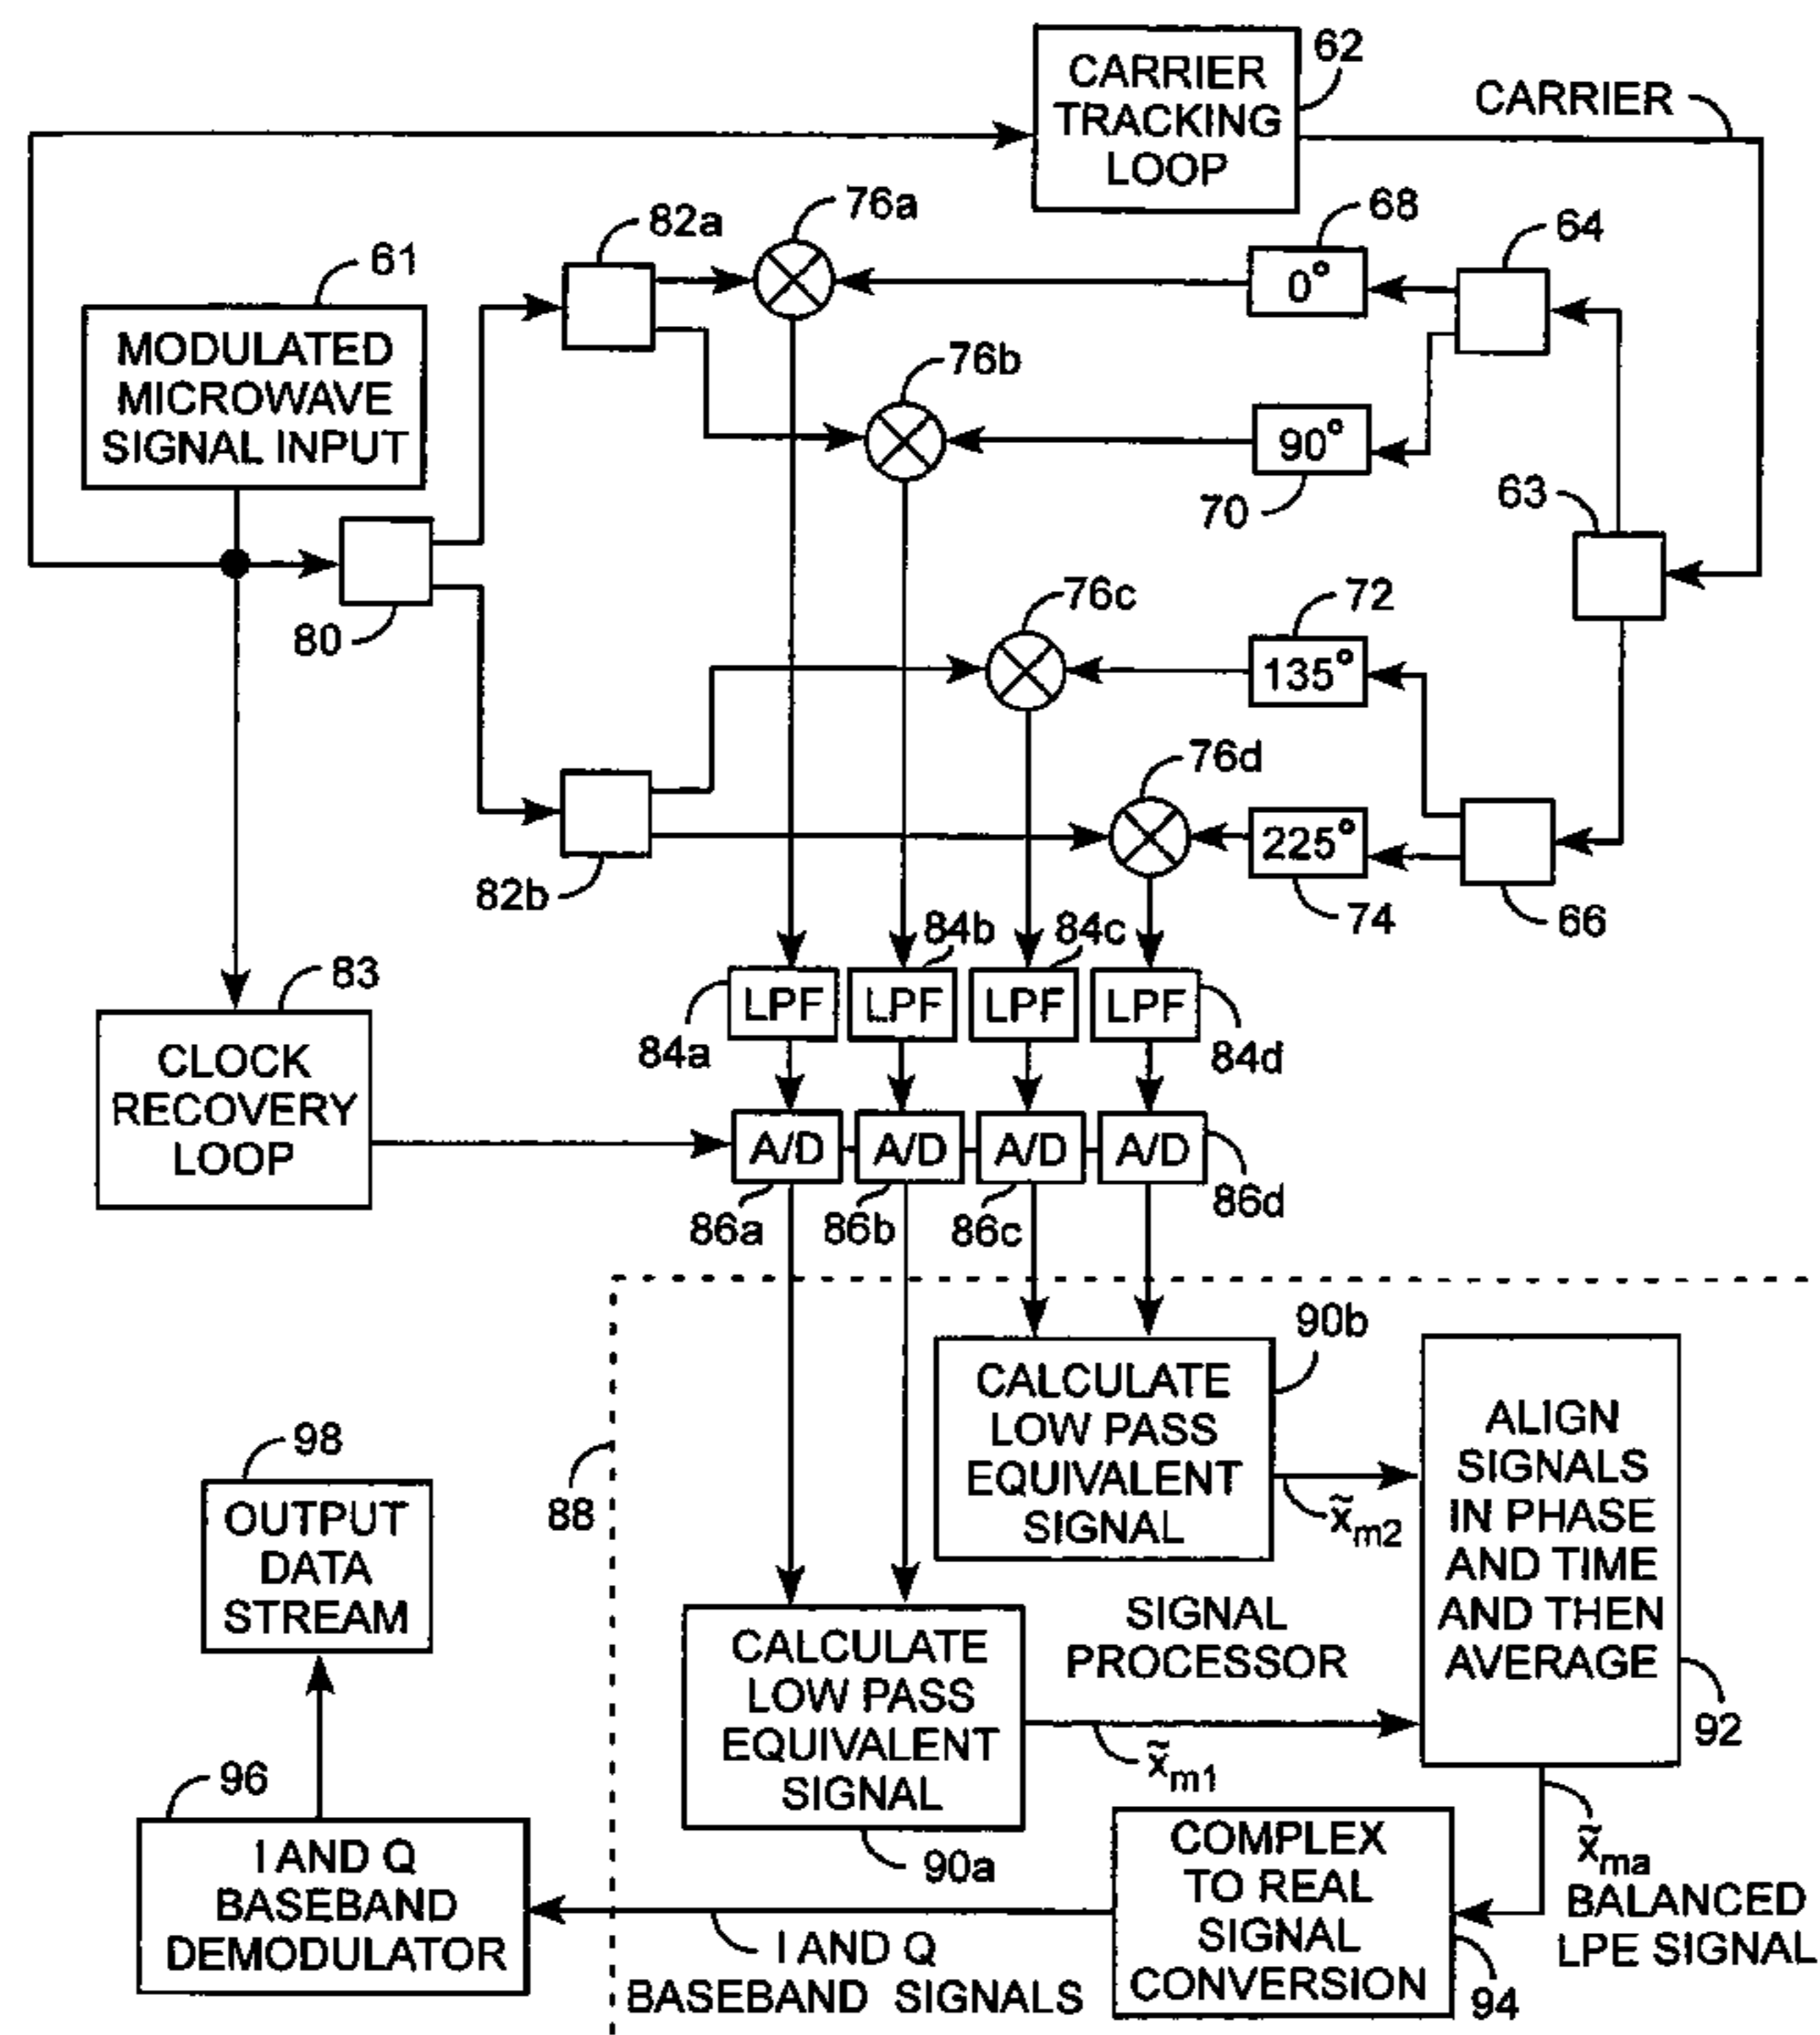 CARRIER
TRACKING
LOOP
62
CARRIER
76a
82a
68
64
61
0°
MODULATED
MICROWAVE
SIGNAL INPUT
76b
90°
70
63
80
76c
72
135°
76d
225°
82b
74
66
84b
84c
83
LPF
LPF
LPF
LPF
84a
84d
CLOCK
RECOVERY
LOOP
A/D
A/D
A/D
A/D
86a
86b
86c
86d
90b
CALCULATE
LOW PASS
EQUIVALENT
SIGNAL
ALIGN
SIGNALS
IN PHASE
AND TIME
AND THEN
AVERAGE
98
88
OUTPUT
DATA
STREAM
x̃m2
SIGNAL
PROCESSOR
CALCULATE
LOW PASS
EQUIVALENT
SIGNAL
92
x̃m1
96
90a
I AND Q
BASEBAND
DEMODULATOR
COMPLEX
TO REAL
SIGNAL
CONVERSION
x̃ma
BALANCED
LPE SIGNAL
I AND Q
BASEBAND SIGNALS
94